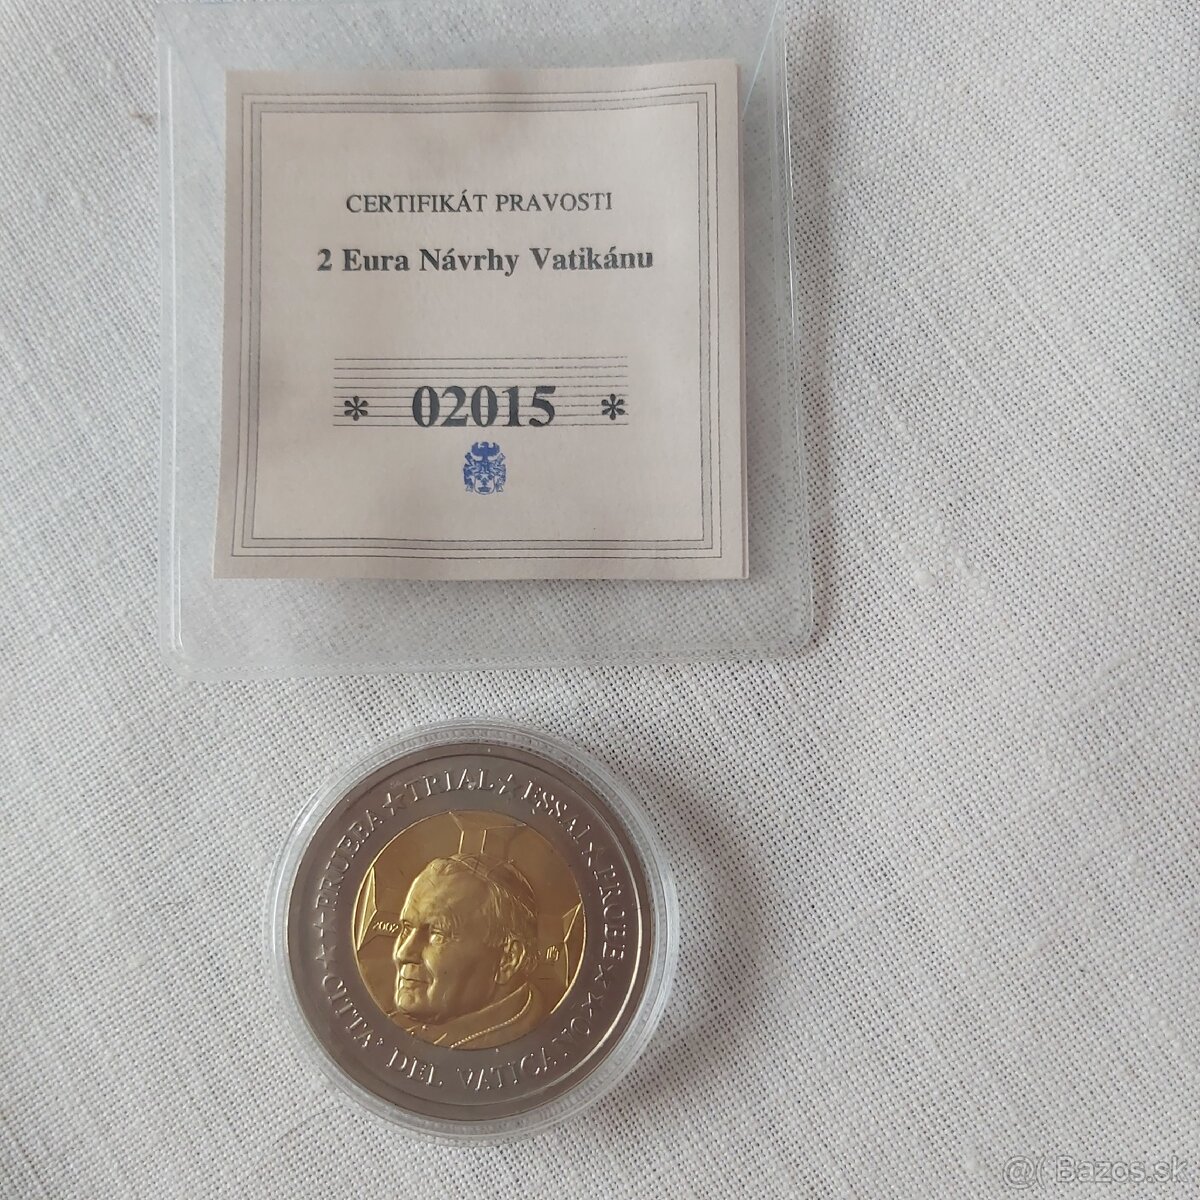 CERTIFIKÁT PRAVOSTI
2 Eura Návrhy Vatikánu
* 02015 *
PRUEBA ☆ TRIAL ☆ ESSAI ☆ PROBE
2002
CITTA' DEL VATICANO
@( Bazos.sk